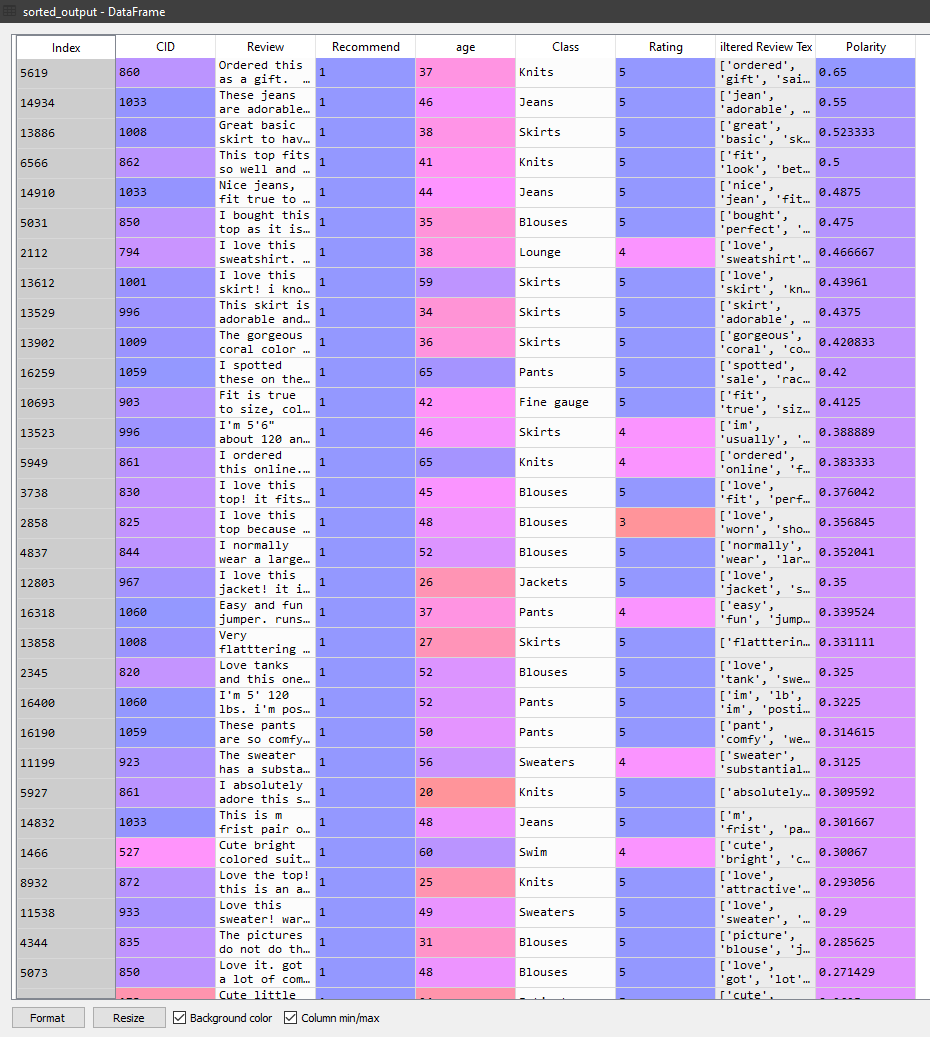 sorted_output - DataFrame
Index CID Review Recommend age Class Rating iltered Review Tex Polarity
5619 860 Ordered this as a gift. … 1 37 Knits 5 ['ordered', 'gift', 'sai… 0.65
14934 1033 These jeans are adorable… 1 46 Jeans 5 ['jean', 'adorable', … 0.55
13886 1008 Great basic skirt to hav… 1 38 Skirts 5 ['great', 'basic', 'sk… 0.523333
6566 862 This top fits so well and … 1 41 Knits 5 ['fit', 'look', 'bet… 0.5
14910 1033 Nice jeans, fit true to … 1 44 Jeans 5 ['nice', 'jean', 'fit… 0.4875
5031 850 I bought this top as it is… 1 35 Blouses 5 ['bought', 'perfect', '… 0.475
2112 794 I love this sweatshirt. … 1 38 Lounge 4 ['love', 'sweatshirt'… 0.466667
13612 1001 I love this skirt! i kno… 1 59 Skirts 5 ['love', 'skirt', 'kn… 0.43961
13529 996 This skirt is adorable and… 1 34 Skirts 5 ['skirt', 'adorable', … 0.4375
13902 1009 The gorgeous coral color … 1 36 Skirts 5 ['gorgeous', 'coral', 'co… 0.420833
16259 1059 I spotted these on the… 1 65 Pants 5 ['spotted', 'sale', 'rac… 0.42
10693 903 Fit is true to size, col… 1 42 Fine gauge 5 ['fit', 'true', 'siz… 0.4125
13523 996 I'm 5'6" about 120 an… 1 46 Skirts 4 ['im', 'usually', '… 0.388889
5949 861 I ordered this online.… 1 65 Knits 4 ['ordered', 'online', 'f… 0.383333
3738 830 I love this top! it fits… 1 45 Blouses 5 ['love', 'fit', 'perf… 0.376042
2858 825 I love this top because … 1 48 Blouses 3 ['love', 'worn', 'sho… 0.356845
4837 844 I normally wear a large… 1 52 Blouses 5 ['normally', 'wear', 'lar… 0.352041
12803 967 I love this jacket! it i… 1 26 Jackets 5 ['love', 'jacket', 's… 0.35
16318 1060 Easy and fun jumper. runs… 1 37 Pants 4 ['easy', 'fun', 'jump… 0.339524
13858 1008 Very flatttering … 1 27 Skirts 5 ['flattterin… 0.331111
2345 820 Love tanks and this one… 1 52 Blouses 5 ['love', 'tank', 'swe… 0.325
16400 1060 I'm 5' 120 lbs. i'm pos… 1 52 Pants 5 ['im', 'lb', 'im', 'posti… 0.3225
16190 1059 These pants are so comfy… 1 50 Pants 5 ['pant', 'comfy', 'we… 0.314615
11199 923 The sweater has a substa… 1 56 Sweaters 4 ['sweater', 'substantial… 0.3125
5927 861 I absolutely adore this s… 1 20 Knits 5 ['absolutely… 0.309592
14832 1033 This is m frist pair o… 1 48 Jeans 5 ['m', 'frist', 'pa… 0.301667
1466 527 Cute bright colored suit… 1 60 Swim 4 ['cute', 'bright', 'c… 0.30067
8932 872 Love the top! this is an a… 1 25 Knits 5 ['love', 'attractive'… 0.293056
11538 933 Love this sweater! war… 1 49 Sweaters 5 ['love', 'sweater', '… 0.29
4344 835 The pictures do not do th… 1 31 Blouses 5 ['picture', 'blouse', 'j… 0.285625
5073 850 Love it. got a lot of com… 1 48 Blouses 5 ['love', 'got', 'lot'… 0.271429
Cute little ['cute',
Format Resize Background color Column min/max